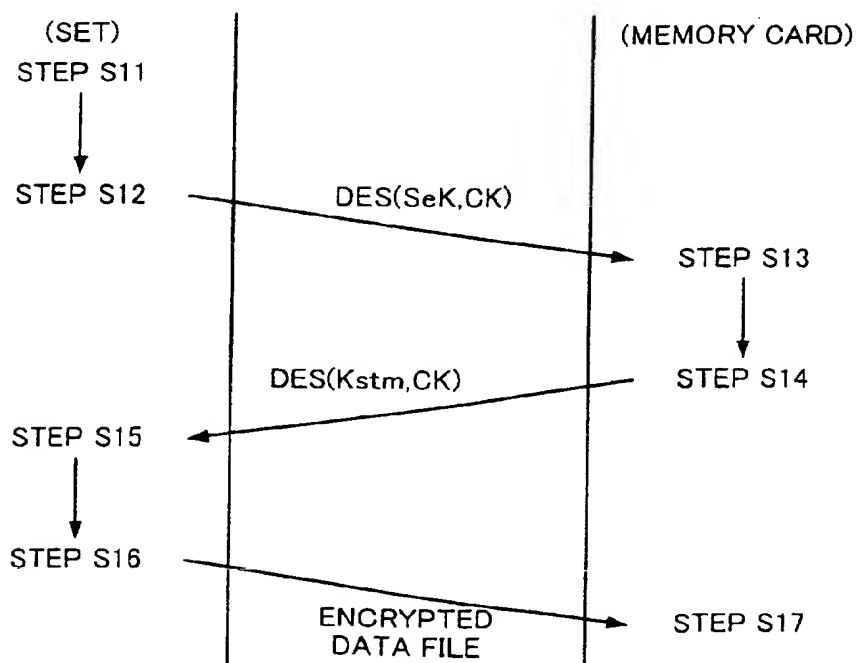 (SET)
(MEMORY CARD)
STEP S11
STEP S12
DES(SeK,CK)
STEP S13
DES(Kstm,CK)
STEP S14
STEP S15
STEP S16
ENCRYPTED
DATA FILE
STEP S17